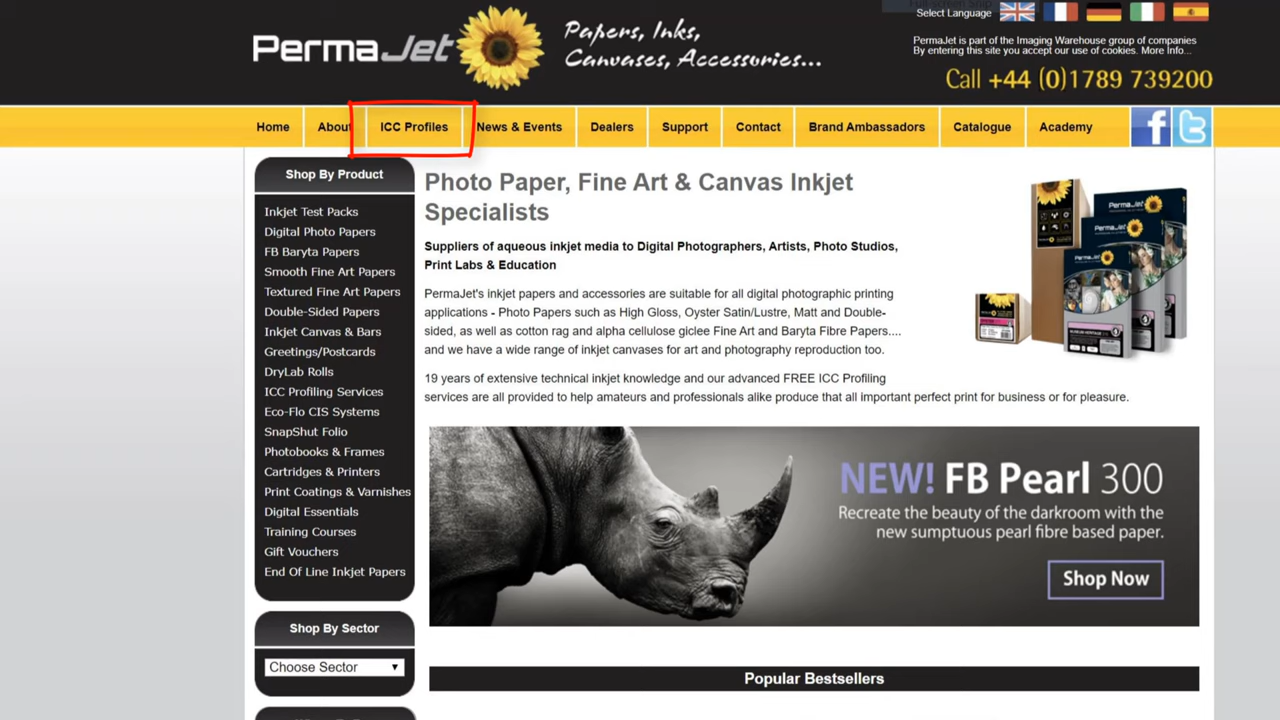 Select Language
PermaJet
Papers, Inks,
Canvases, Accessories...
PermaJet is part of the Imaging Warehouse group of companies
By entering this site you accept our use of cookies. More Info...
Call +44 (0)1789 739200
Home
About
ICC Profiles
News & Events
Dealers
Support
Contact
Brand Ambassadors
Catalogue
Academy
Shop By Product
Inkjet Test Packs
Digital Photo Papers
FB Baryta Papers
Smooth Fine Art Papers
Textured Fine Art Papers
Double-Sided Papers
Inkjet Canvas & Bars
Greetings/Postcards
DryLab Rolls
ICC Profiling Services
Eco-Flo CIS Systems
SnapShut Folio
Photobooks & Frames
Cartridges & Printers
Print Coatings & Varnishes
Digital Essentials
Training Courses
Gift Vouchers
End Of Line Inkjet Papers
Shop By Sector
Choose Sector
Photo Paper, Fine Art & Canvas Inkjet
Specialists
Suppliers of aqueous inkjet media to Digital Photographers, Artists, Photo Studios,
Print Labs & Education
PermaJet's inkjet papers and accessories are suitable for all digital photographic printing
applications - Photo Papers such as High Gloss, Oyster Satin/Lustre, Matt and Double-
sided, as well as cotton rag and alpha cellulose giclee Fine Art and Baryta Fibre Papers....
and we have a wide range of inkjet canvases for art and photography reproduction too.
19 years of extensive technical inkjet knowledge and our advanced FREE ICC Profiling
services are all provided to help amateurs and professionals alike produce that all important perfect print for business or for pleasure.
PermaJet
PermaJet
PermaJet
NEW! FB Pearl 300
Recreate the beauty of the darkroom with the
new sumptuous pearl fibre based paper.
Shop Now
Popular Bestsellers